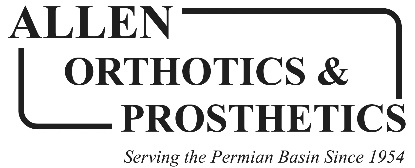 ALLEN
ORTHOTICS &
PROSTHETICS
Serving the Permian Basin Since 1954